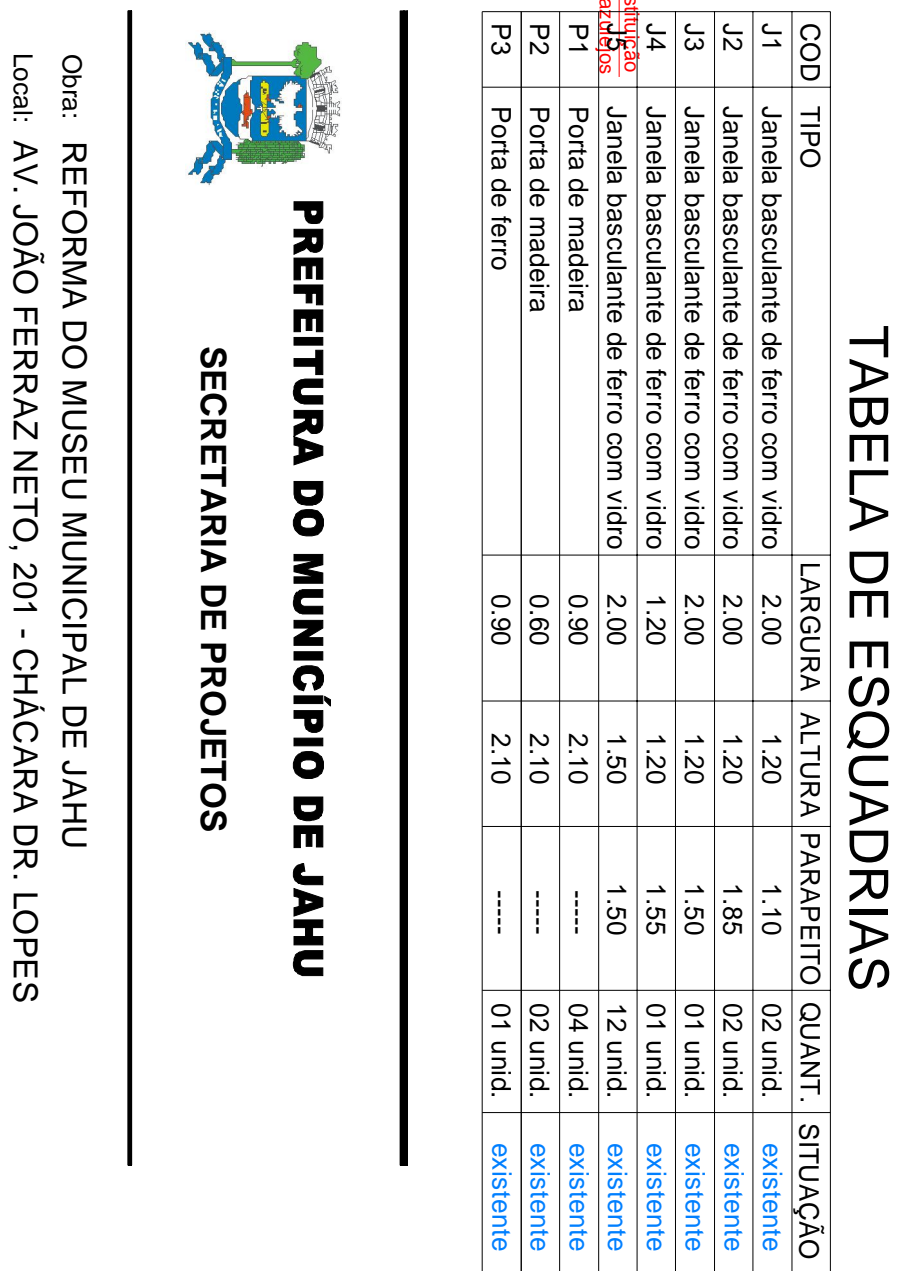 TABELA DE ESQUADRIAS
COD TIPO LARGURA ALTURA PARAPEITO QUANT. SITUAÇÃO
J1 Janela basculante de ferro com vidro 2.00 1.20 1.10 02 unid. existente
J2 Janela basculante de ferro com vidro 2.00 1.20 1.85 02 unid. existente
J3 Janela basculante de ferro com vidro 2.00 1.20 1.50 01 unid. existente
J4 Janela basculante de ferro com vidro 1.20 1.20 1.55 01 unid. existente
stituição
J5 Janela basculante de ferro com vidro 2.00 1.50 1.50 12 unid. existente
azulejos
P1 Porta de madeira 0.90 2.10 ----- 04 unid. existente
P2 Porta de madeira 0.60 2.10 ----- 02 unid. existente
P3 Porta de ferro 0.90 2.10 ----- 01 unid. existente
PREFEITURA DO MUNICÍPIO DE JAHU
SECRETARIA DE PROJETOS
Obra: REFORMA DO MUSEU MUNICIPAL DE JAHU
Local: AV. JOÃO FERRAZ NETO, 201 - CHÁCARA DR. LOPES